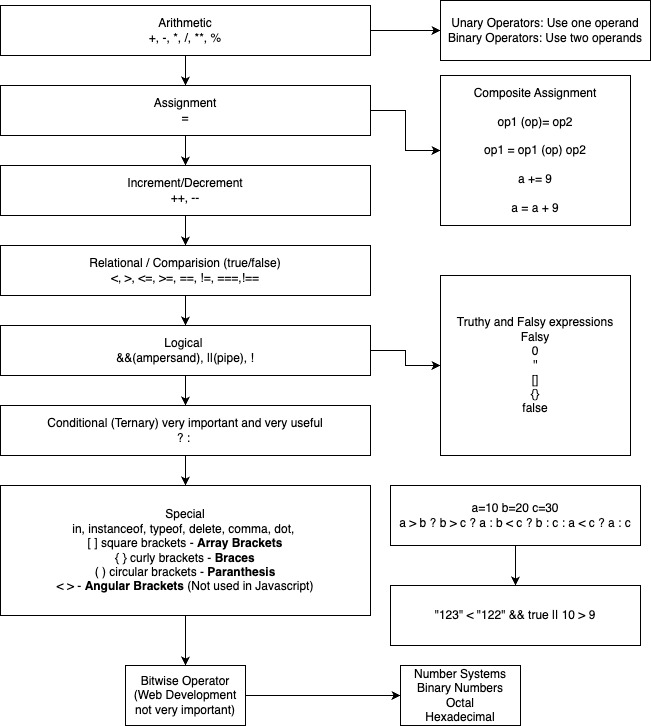 Arithmetic
+, -, *, /, **, %
Unary Operators: Use one operand
Binary Operators: Use two operands
Assignment
=
Composite Assignment
op1 (op)= op2
op1 = op1 (op) op2
a += 9
a = a + 9
Increment/Decrement
++, --
Relational / Comparision (true/false)
<, >, <=, >=, ==, !=, ===,!==
Logical
&&(ampersand), ||(pipe), !
Truthy and Falsy expressions
Falsy
0
''
[]
{}
false
Conditional (Ternary) very important and very useful
? :
Special
in, instanceof, typeof, delete, comma, dot,
[ ] square brackets - Array Brackets
{ } curly brackets - Braces
( ) circular brackets - Paranthesis
< > - Angular Brackets (Not used in Javascript)
a=10 b=20 c=30
a > b ? b > c ? a : b < c ? b : c : a < c ? a : c
"123" < "122" && true || 10 > 9
Bitwise Operator
(Web Development
not very important)
Number Systems
Binary Numbers
Octal
Hexadecimal